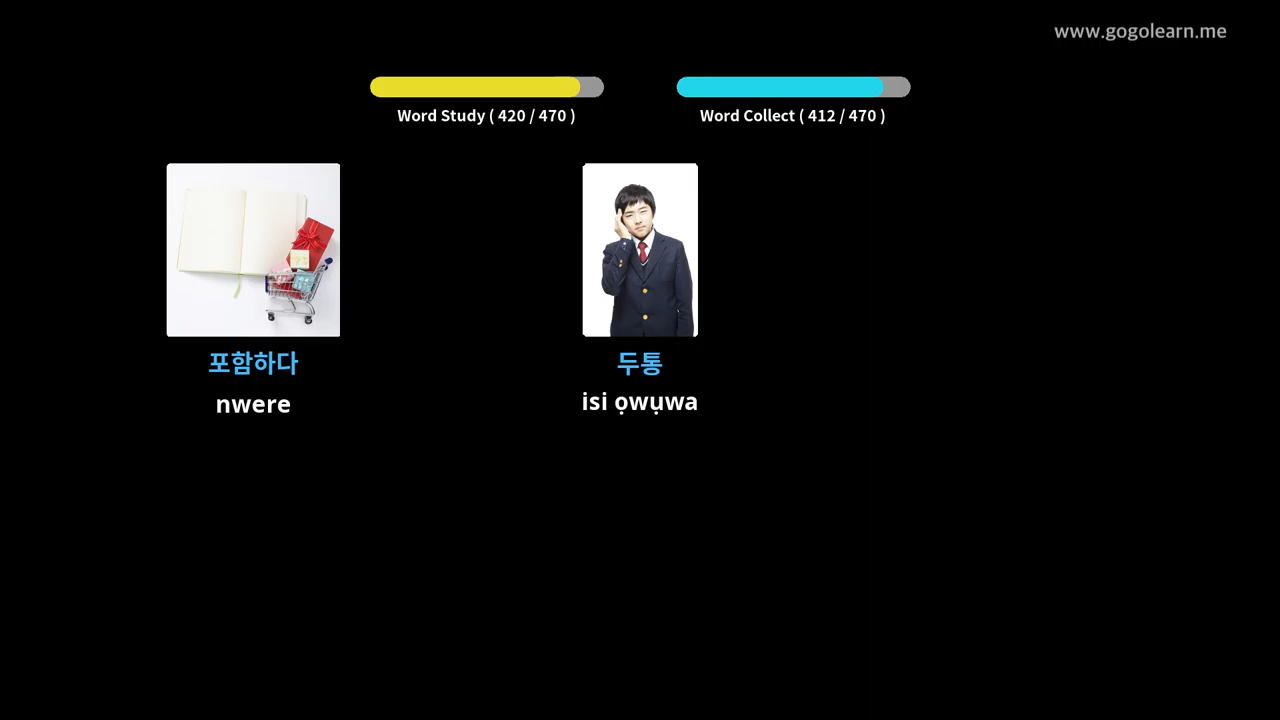 www.gogolearn.me
Word Study ( 420 / 470 )
Word Collect ( 412 / 470 )
포함하다
nwere
두통
isi ọwụwa